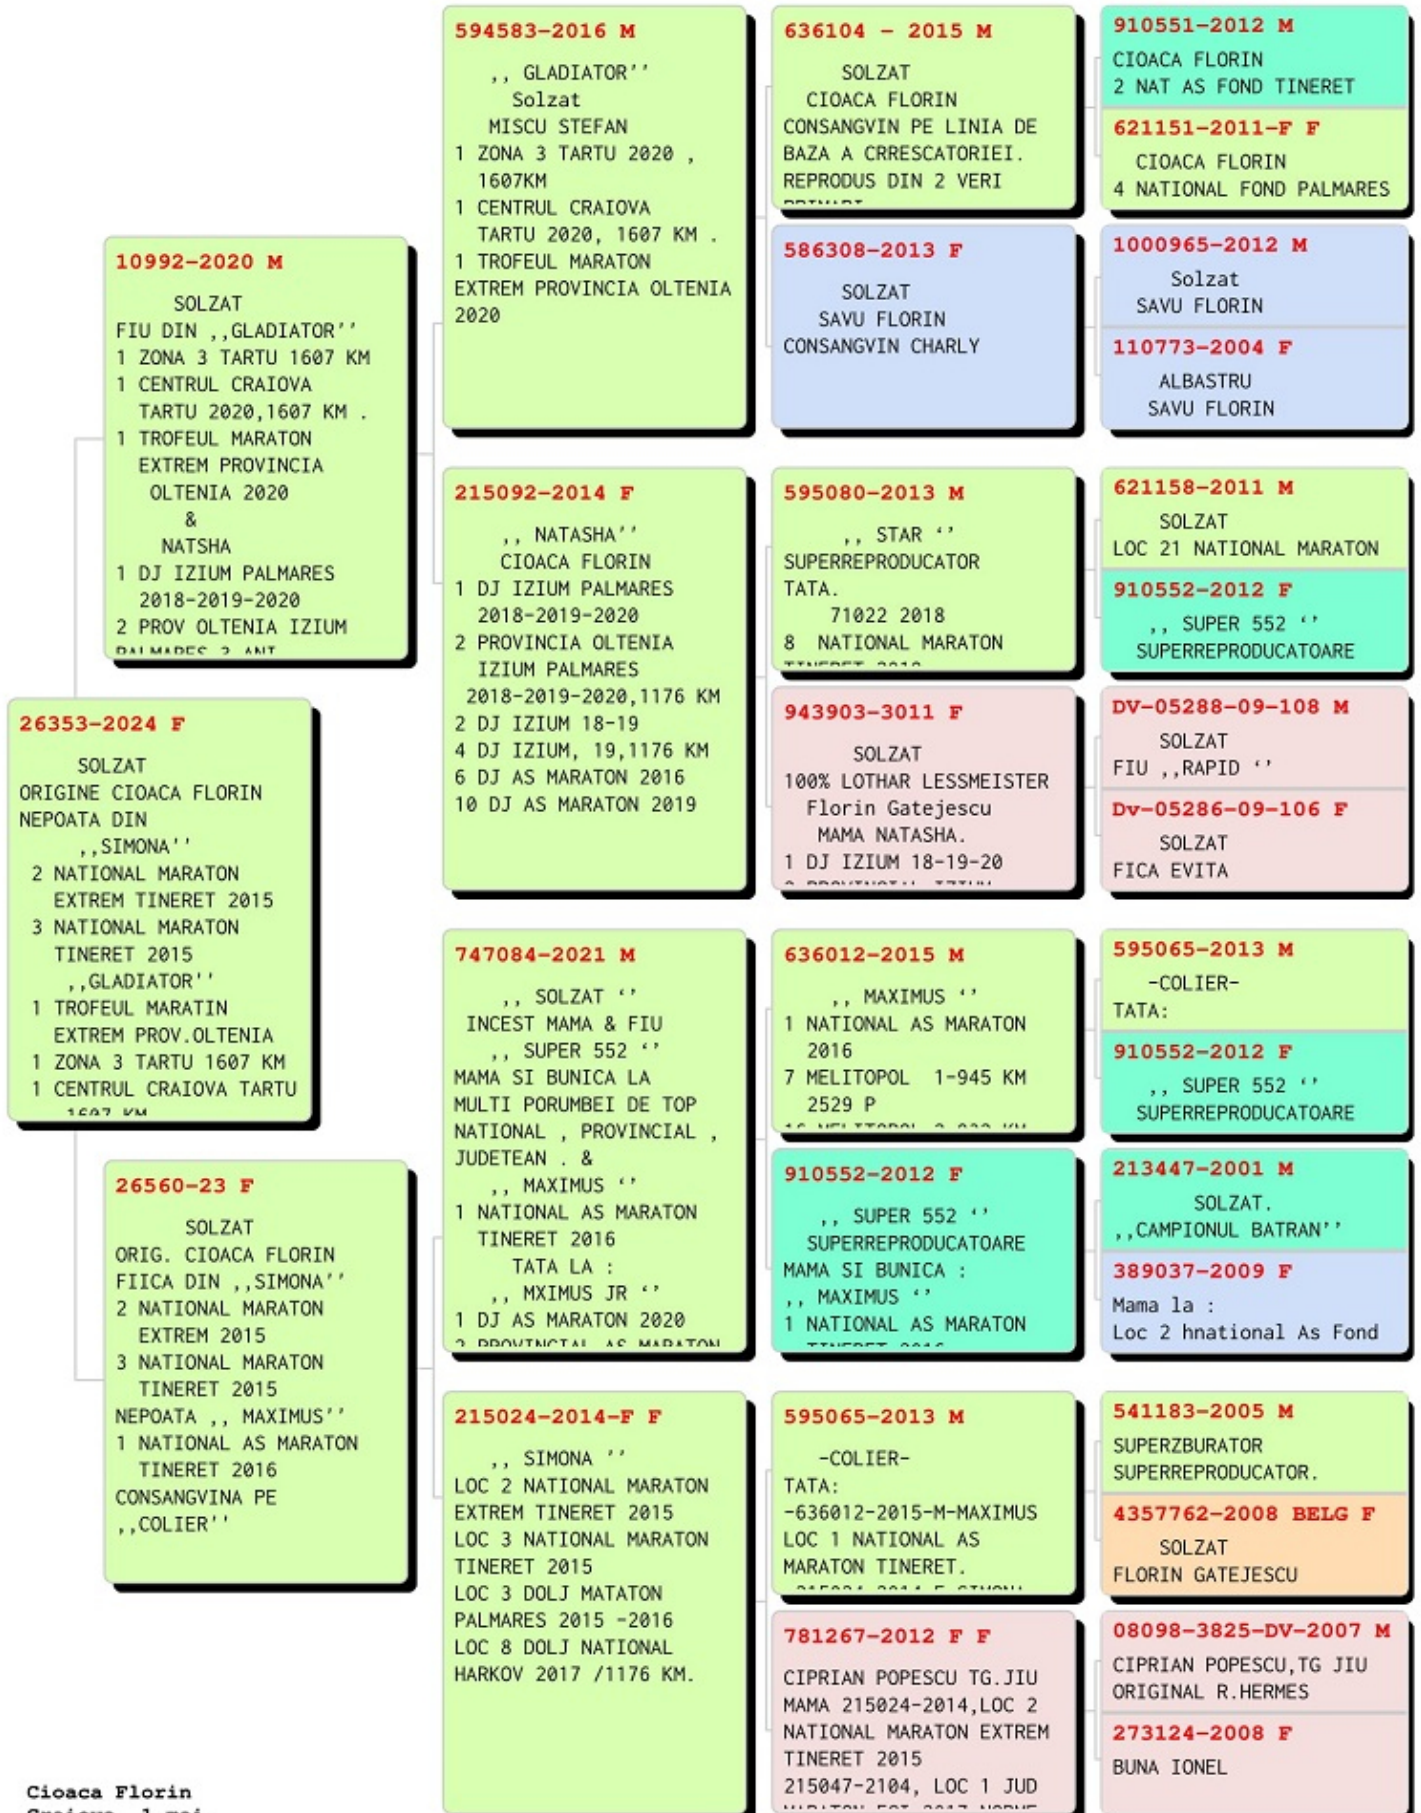 594583-2016 M
,, GLADIATOR''
Solzat
MISCU STEFAN
1 ZONA 3 TARTU 2020 ,
1607KM
1 CENTRUL CRAIOVA
TARTU 2020, 1607 KM .
1 TROFEUL MARATON
EXTREM PROVINCIA OLTENIA
2020
636104 - 2015 M
SOLZAT
CIOACA FLORIN
CONSANGVIN PE LINIA DE
BAZA A CRRESCATORIEI.
REPRODUS DIN 2 VERI
910551-2012 M
CIOACA FLORIN
2 NAT AS FOND TINERET
621151-2011-F F
CIOACA FLORIN
4 NATIONAL FOND PALMARES
586308-2013 F
SOLZAT
SAVU FLORIN
CONSANGVIN CHARLY
1000965-2012 M
Solzat
SAVU FLORIN
110773-2004 F
ALBASTRU
SAVU FLORIN
10992-2020 M
SOLZAT
FIU DIN ,,GLADIATOR''
1 ZONA 3 TARTU 1607 KM
1 CENTRUL CRAIOVA
TARTU 2020,1607 KM .
1 TROFEUL MARATON
EXTREM PROVINCIA
OLTENIA 2020
&
NATSHA
1 DJ IZIUM PALMARES
2018-2019-2020
2 PROV OLTENIA IZIUM
PALMARES 3 ANI
215092-2014 F
,, NATASHA''
CIOACA FLORIN
1 DJ IZIUM PALMARES
2018-2019-2020
2 PROVINCIA OLTENIA
IZIUM PALMARES
2018-2019-2020,1176 KM
2 DJ IZIUM 18-19
4 DJ IZIUM, 19,1176 KM
6 DJ AS MARATON 2016
10 DJ AS MARATON 2019
595080-2013 M
,, STAR ‘’
SUPERREPRODUCATOR
TATA.
71022 2018
8 NATIONAL MARATON
621158-2011 M
SOLZAT
LOC 21 NATIONAL MARATON
910552-2012 F
,, SUPER 552 ‘’
SUPERREPRODUCATOARE
943903-3011 F
SOLZAT
100% LOTHAR LESSMEISTER
Florin Gatejescu
MAMA NATASHA.
1 DJ IZIUM 18-19-20
DV-05288-09-108 M
SOLZAT
FIU ,,RAPID ‘’
Dv-05286-09-106 F
SOLZAT
FICA EVITA
26353-2024 F
SOLZAT
ORIGINE CIOACA FLORIN
NEPOATA DIN
,,SIMONA''
2 NATIONAL MARATON
EXTREM TINERET 2015
3 NATIONAL MARATON
TINERET 2015
,,GLADIATOR''
1 TROFEUL MARATIN
EXTREM PROV.OLTENIA
1 ZONA 3 TARTU 1607 KM
1 CENTRUL CRAIOVA TARTU
1607 KM
747084-2021 M
,, SOLZAT ‘’
INCEST MAMA & FIU
,, SUPER 552 ‘’
MAMA SI BUNICA LA
MULTI PORUMBEI DE TOP
NATIONAL , PROVINCIAL ,
JUDETEAN . &
,, MAXIMUS ‘’
1 NATIONAL AS MARATON
TINERET 2016
TATA LA :
,, MXIMUS JR ‘’
1 DJ AS MARATON 2020
2 PROVINCIAL AS MARATON
636012-2015 M
,, MAXIMUS ‘’
1 NATIONAL AS MARATON
2016
7 MELITOPOL 1-945 KM
2529 P
595065-2013 M
-COLIER-
TATA:
910552-2012 F
,, SUPER 552 ‘’
SUPERREPRODUCATOARE
910552-2012 F
,, SUPER 552 ‘’
SUPERREPRODUCATOARE
MAMA SI BUNICA :
,, MAXIMUS ‘’
1 NATIONAL AS MARATON
213447-2001 M
SOLZAT.
,,CAMPIONUL BATRAN''
389037-2009 F
Mama la :
Loc 2 hnational As Fond
26560-23 F
SOLZAT
ORIG. CIOACA FLORIN
FIICA DIN ,,SIMONA''
2 NATIONAL MARATON
EXTREM 2015
3 NATIONAL MARATON
TINERET 2015
NEPOATA ,, MAXIMUS''
1 NATIONAL AS MARATON
TINERET 2016
CONSANGVINA PE
,,COLIER''
215024-2014-F F
,, SIMONA ‘’
LOC 2 NATIONAL MARATON
EXTREM TINERET 2015
LOC 3 NATIONAL MARATON
TINERET 2015
LOC 3 DOLJ MATATON
PALMARES 2015 -2016
LOC 8 DOLJ NATIONAL
HARKOV 2017 /1176 KM.
595065-2013 M
-COLIER-
TATA:
-636012-2015-M-MAXIMUS
LOC 1 NATIONAL AS
MARATON TINERET.
541183-2005 M
SUPERZBURATOR
SUPERREPRODUCATOR.
4357762-2008 BELG F
SOLZAT
FLORIN GATEJESCU
781267-2012 F F
CIPRIAN POPESCU TG.JIU
MAMA 215024-2014,LOC 2
NATIONAL MARATON EXTREM
TINERET 2015
215047-2104, LOC 1 JUD
08098-3825-DV-2007 M
CIPRIAN POPESCU,TG JIU
ORIGINAL R.HERMES
273124-2008 F
BUNA IONEL
Cioaca Florin